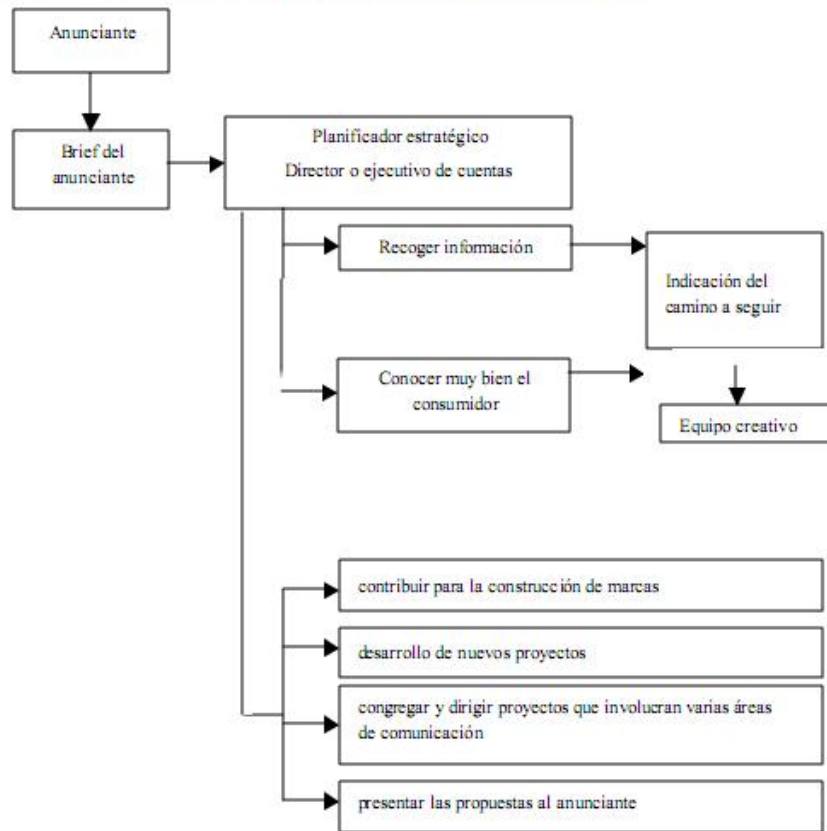 Anunciante
Brief del
anunciante
Planificador estratégico
Director o ejecutivo de cuentas
Recoger información
Indicación del
camino a seguir
Conocer muy bien el
consumidor
Equipo creativo
contribuir para la construcción de marcas
desarrollo de nuevos proyectos
congregar y dirigir proyectos que involucran varias áreas
de comunicación
presentar las propuestas al anunciante